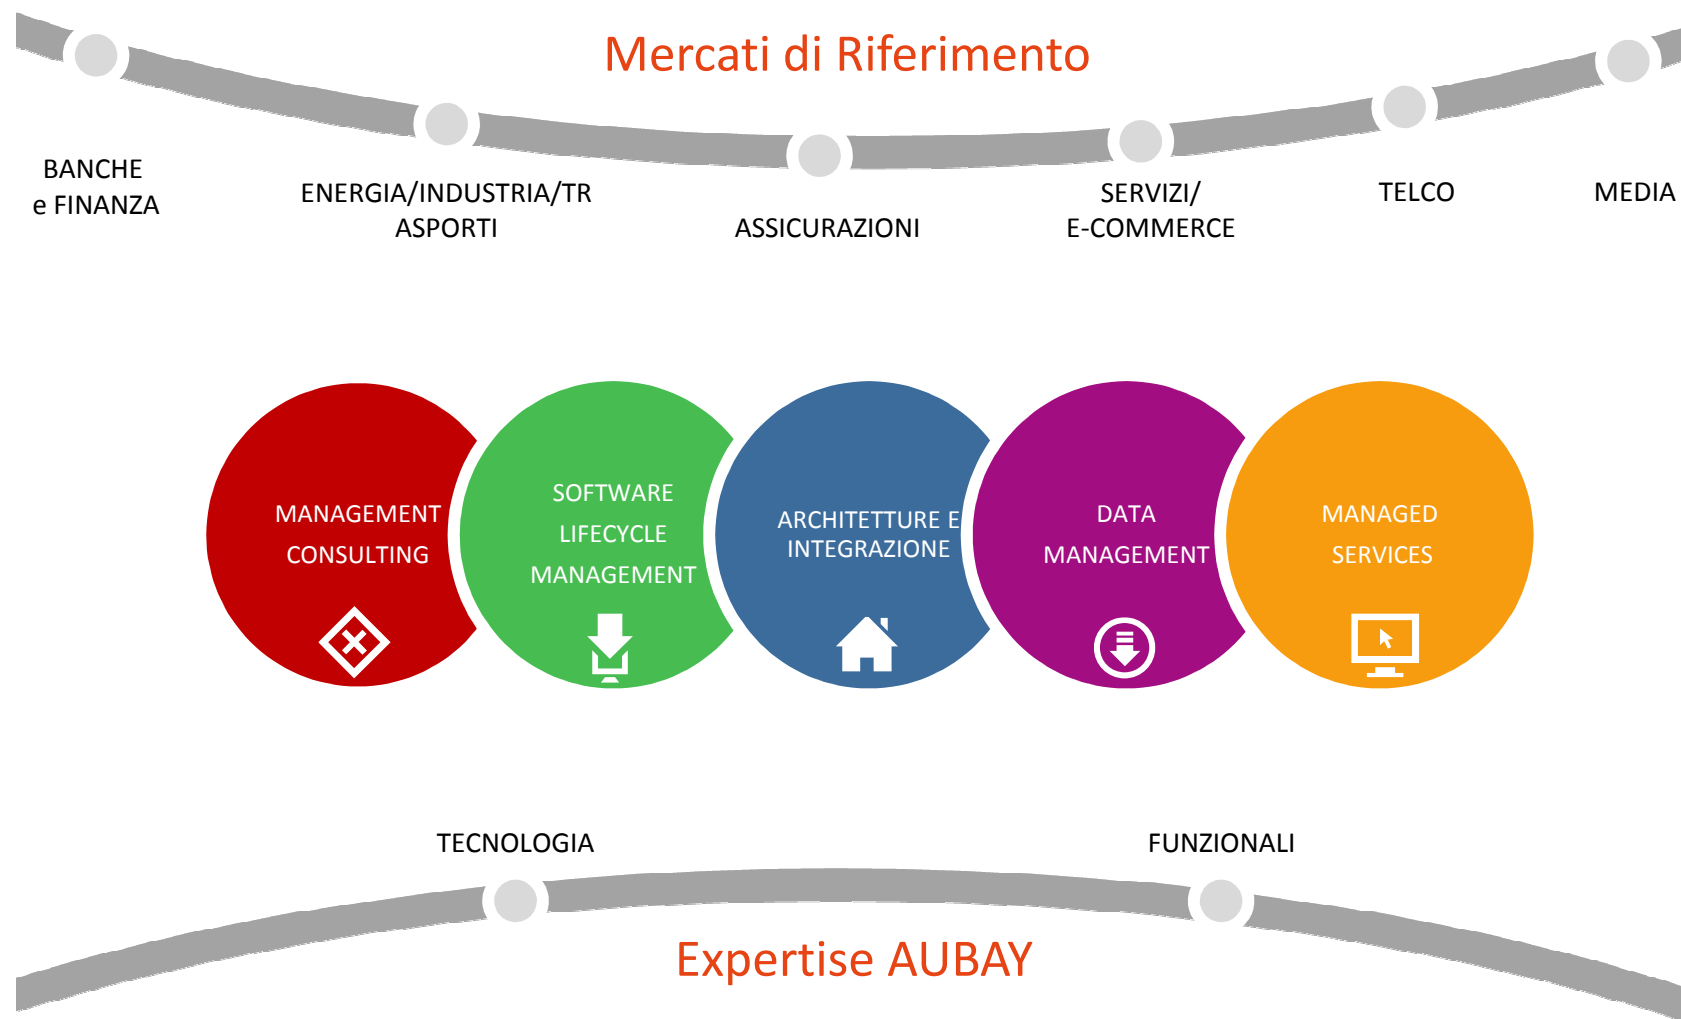 Mercati di Riferimento
BANCHE
e FINANZA
ENERGIA/INDUSTRIA/TR
ASPORTI
ASSICURAZIONI
SERVIZI/
E-COMMERCE
TELCO
MEDIA
MANAGEMENT
CONSULTING
SOFTWARE
LIFECYCLE
MANAGEMENT
ARCHITETTURE E
INTEGRAZIONE
DATA
MANAGEMENT
MANAGED
SERVICES
TECNOLOGIA
FUNZIONALI
Expertise AUBAY